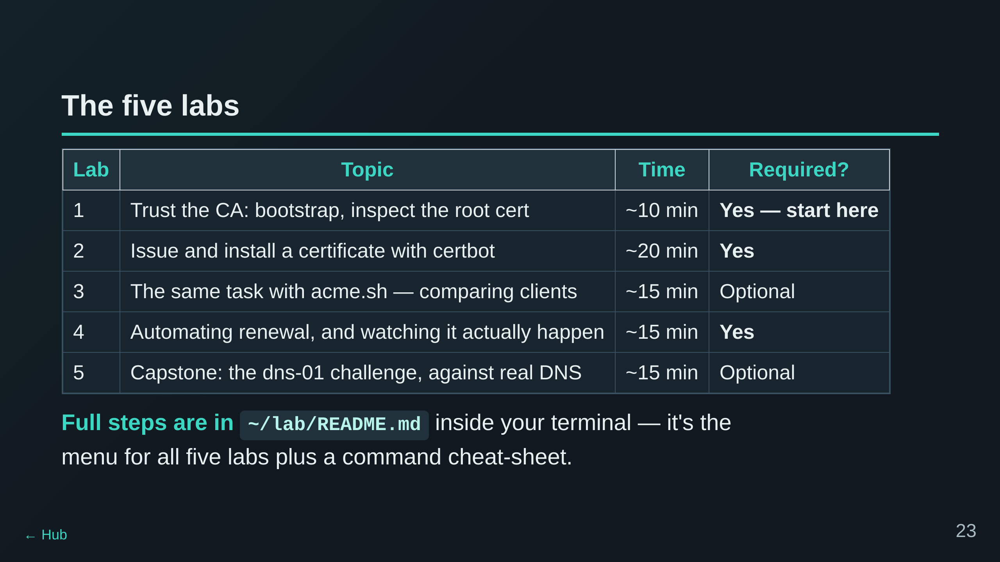 The five labs
Lab Topic Time Required?
1 Trust the CA: bootstrap, inspect the root cert ~10 min Yes — start here
2 Issue and install a certificate with certbot ~20 min Yes
3 The same task with acme.sh — comparing clients ~15 min Optional
4 Automating renewal, and watching it actually happen ~15 min Yes
5 Capstone: the dns-01 challenge, against real DNS ~15 min Optional
Full steps are in ~/lab/README.md inside your terminal — it's the
menu for all five labs plus a command cheat-sheet.
← Hub
23